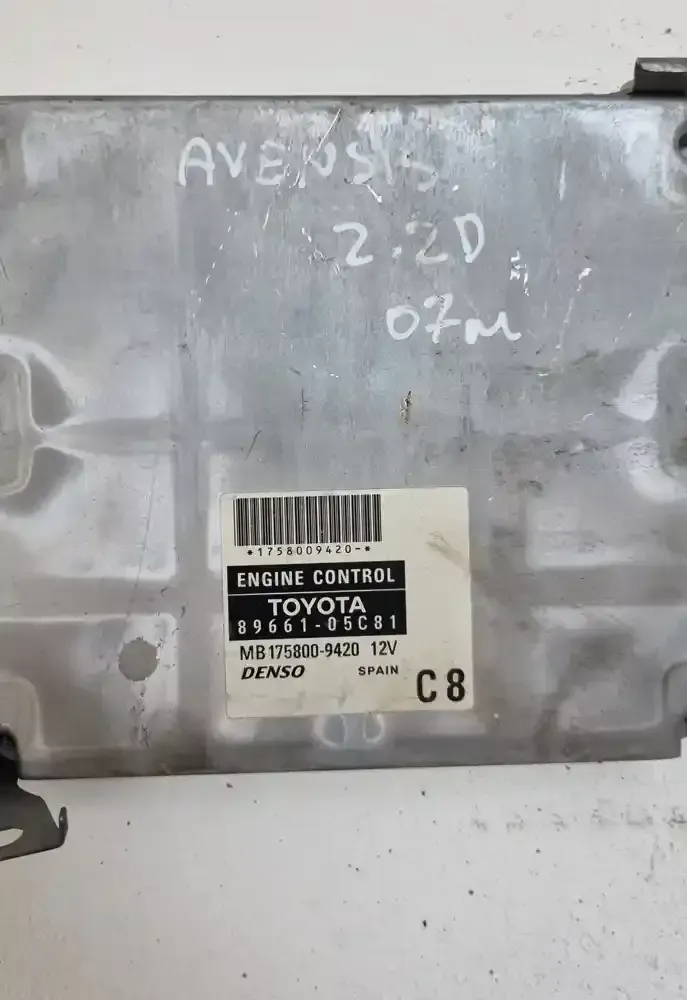 AVENSIS
2.2D
07m
*1758009420-*
ENGINE CONTROL
TOYOTA
89661-05C81
MB175800-9420 12V
DENSO SPAIN
C8